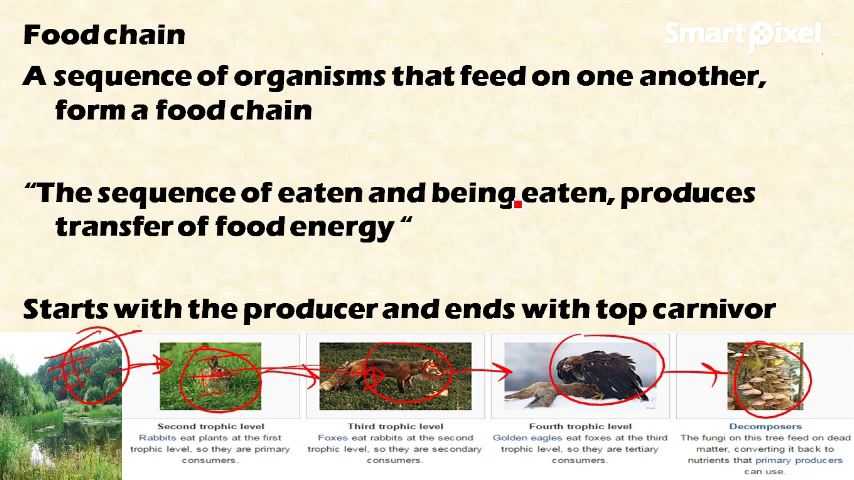 Food chain
SmartPixel
A sequence of organisms that feed on one another,
form a food chain
“The sequence of eaten and being eaten, produces
transfer of food energy “
Starts with the producer and ends with top carnivor
Second trophic level
Rabbits eat plants at the first
trophic level, so they are primary
consumers.
Third trophic level
Foxes eat rabbits at the second
trophic level, so they are secondary
consumers.
Fourth trophic level
Golden eagles eat foxes at the third
trophic level, so they are tertiary
consumers.
Decomposers
The fungi on this tree feed on dead
matter, converting it back to
nutrients that primary producers
can use.